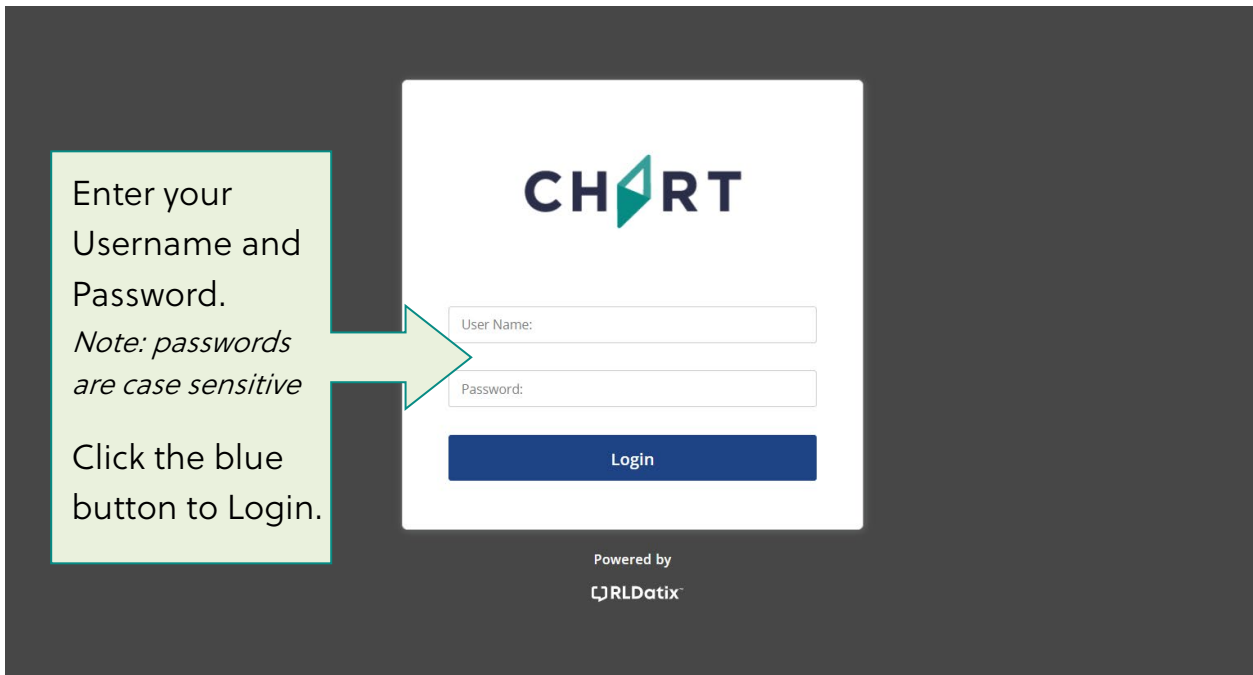 Enter your
Username and
Password.
Note: passwords
are case sensitive
Click the blue
button to Login.
CHART
User Name:
Password:
Login
Powered by
RLDatix